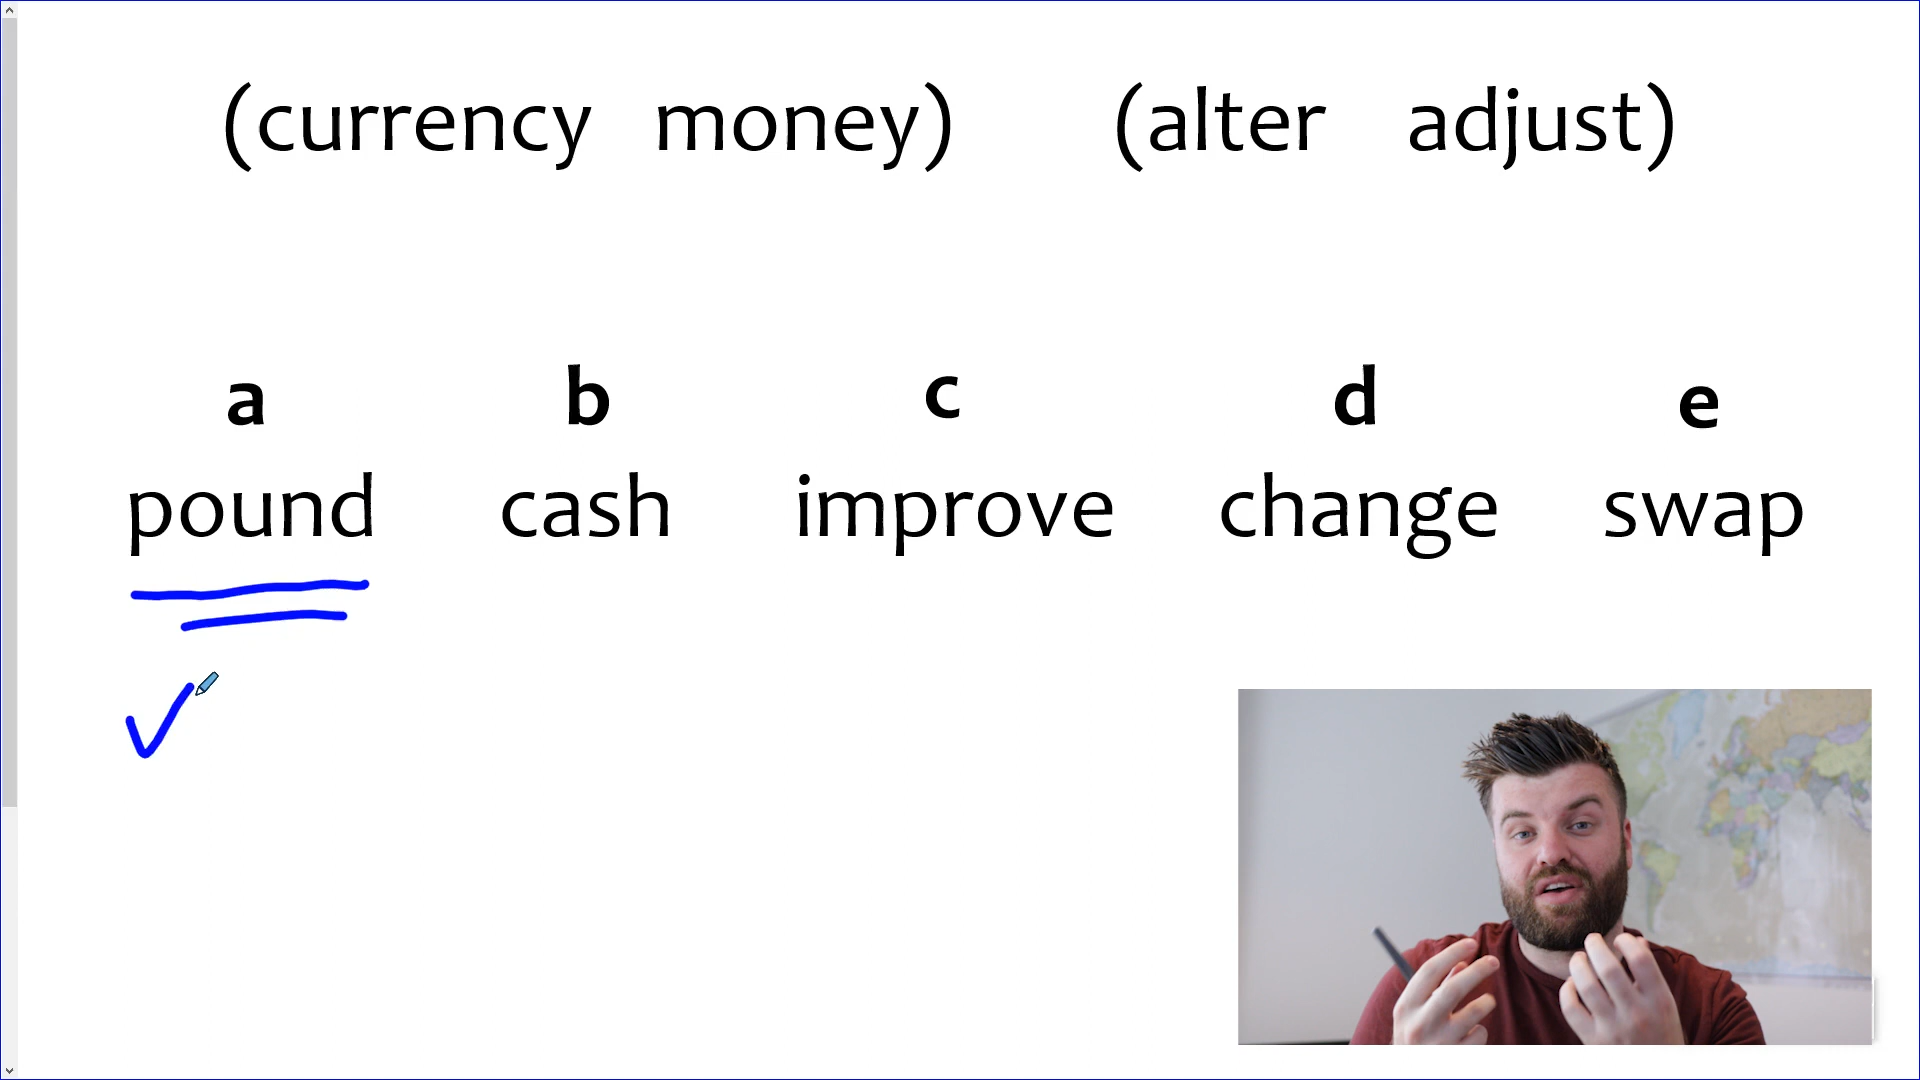 (currency money) (alter adjust)
a b c d e
pound cash improve change swap